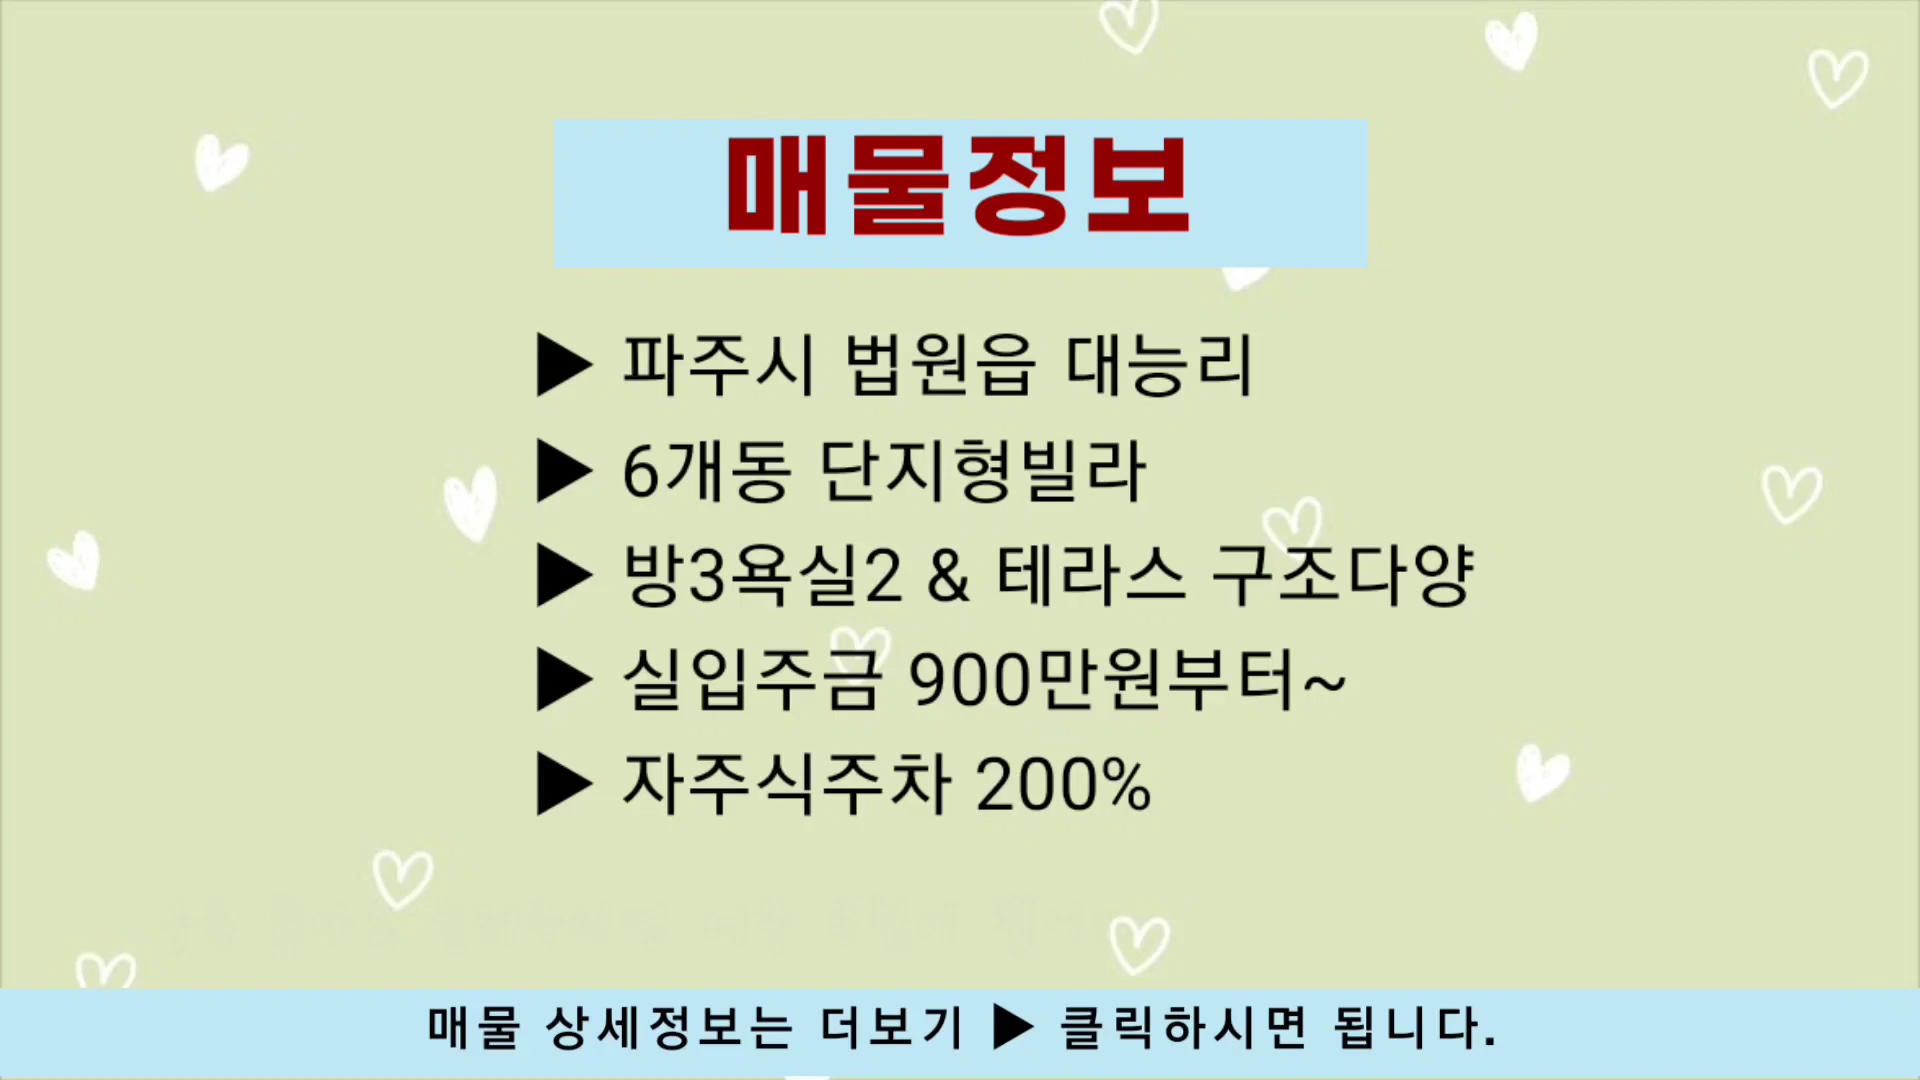 매물정보
▶ 파주시 법원읍 대능리
▶ 6개동 단지형빌라
▶ 방3욕실2 & 테라스 구조다양
▶ 실입주금 900만원부터~
▶ 자주식주차 200%
매물 상세정보는 더보기 ▶ 클릭하시면 됩니다.